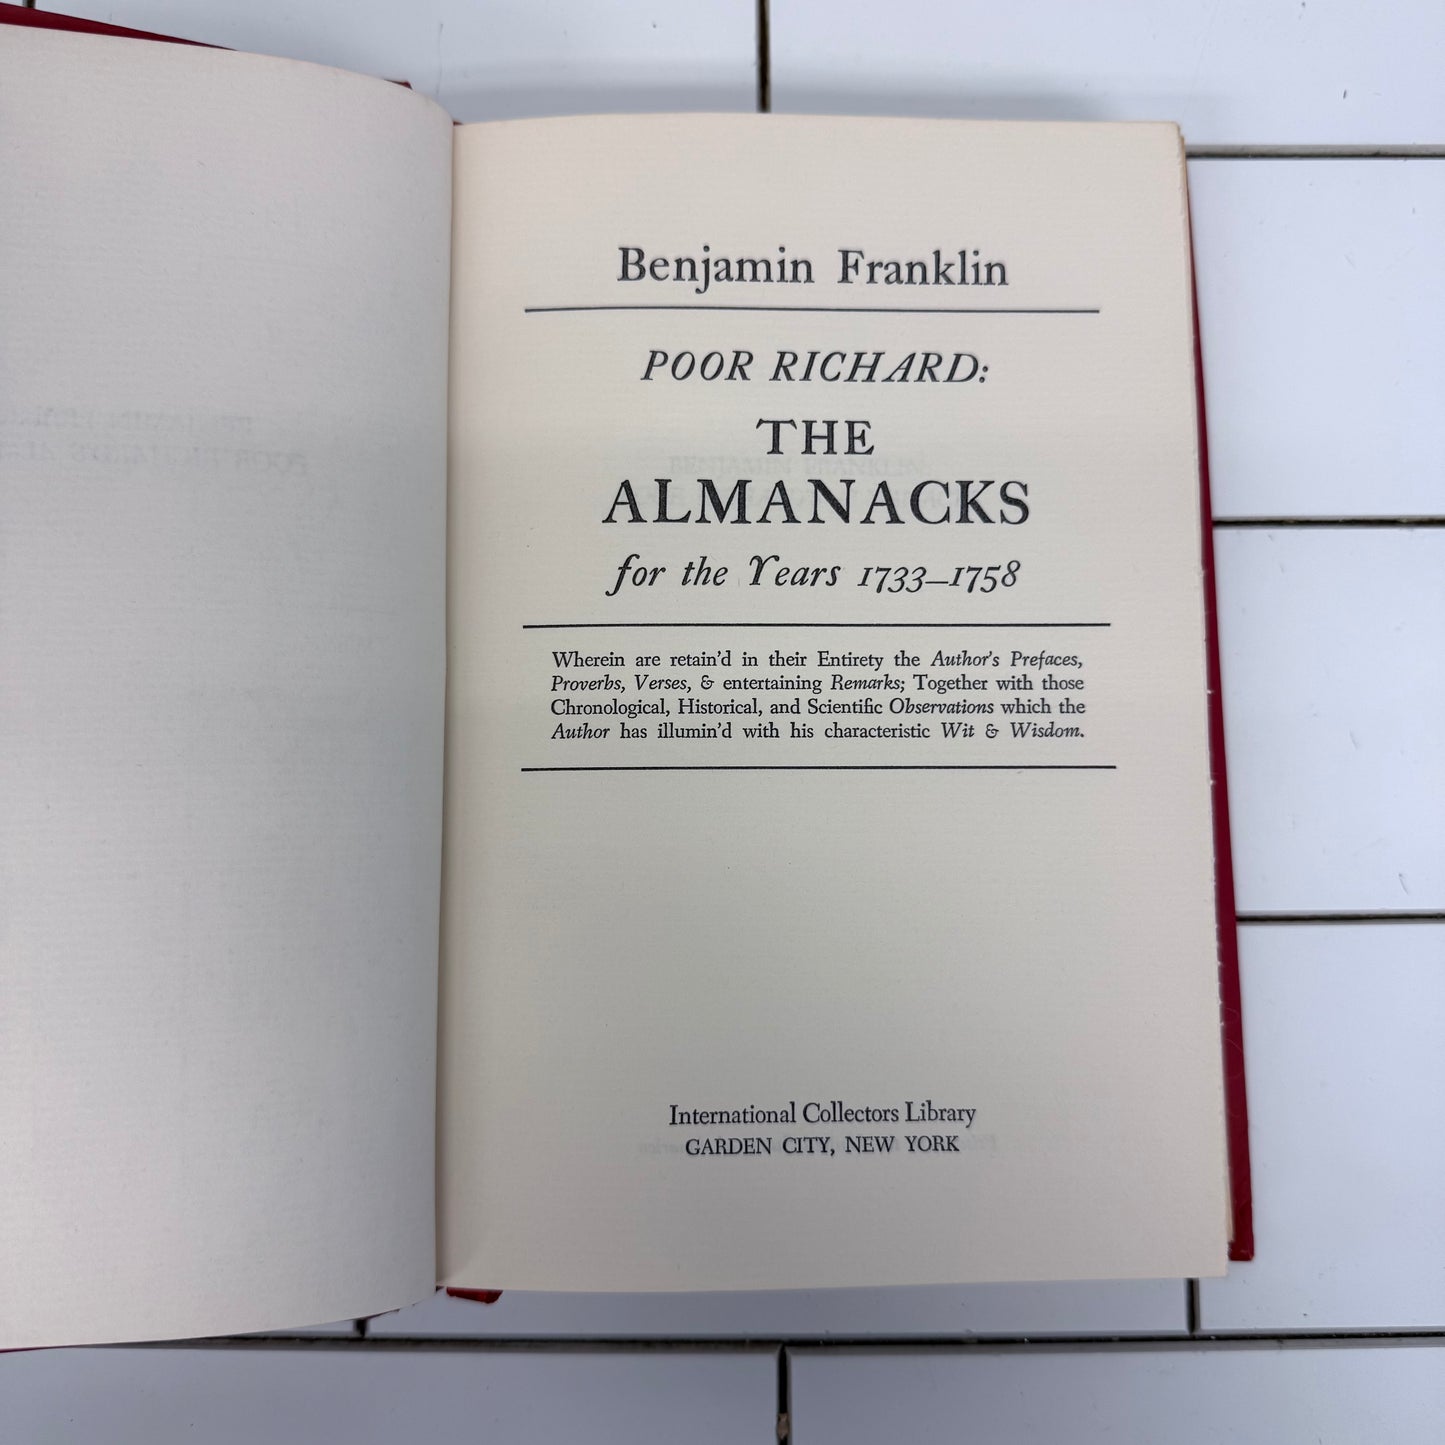 Benjamin Franklin
POOR RICHARD:
THE
ALMANACKS
for the Years 1733–1758
Wherein are retain'd in their Entirety the Author's Prefaces,
Proverbs, Verses, & entertaining Remarks; Together with those
Chronological, Historical, and Scientific Observations which the
Author has illumin'd with his characteristic Wit & Wisdom.
International Collectors Library
GARDEN CITY, NEW YORK